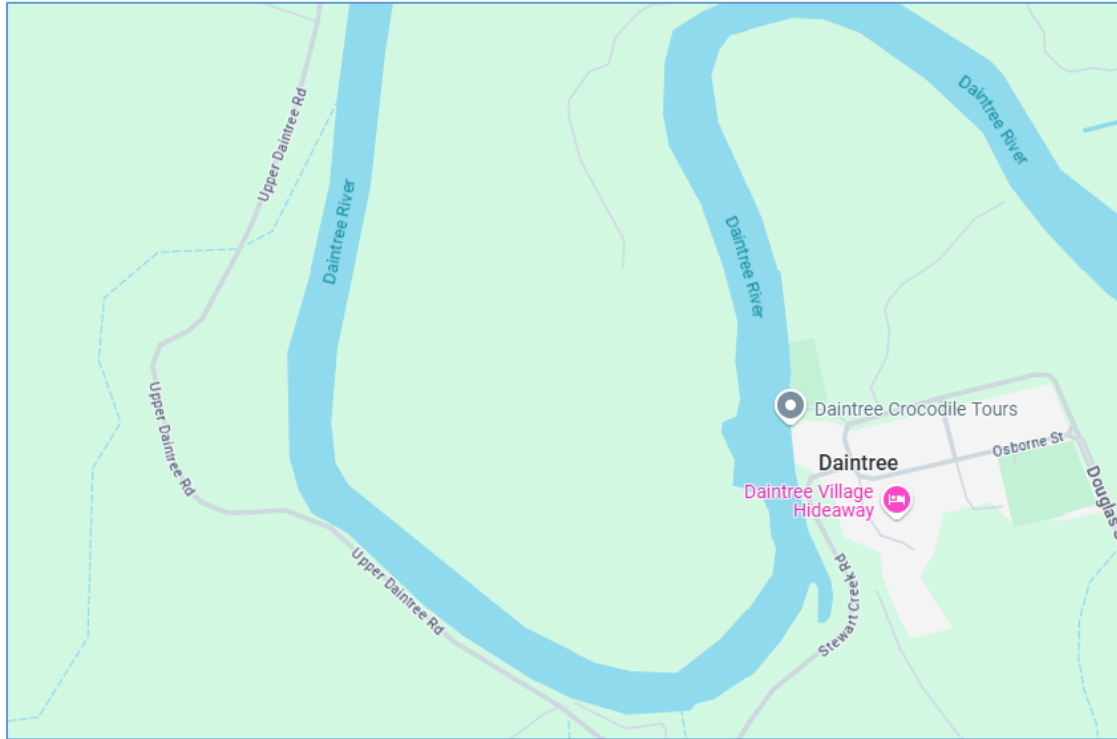 Upper Daintree Rd
Daintree River
Daintree River
Daintree River
Upper Daintree Rd
Daintree Crocodile Tours
Osborne St
Daintree
Daintree Village
Hideaway
Douglas
Upper Daintree Rd
Stewart Creek Rd